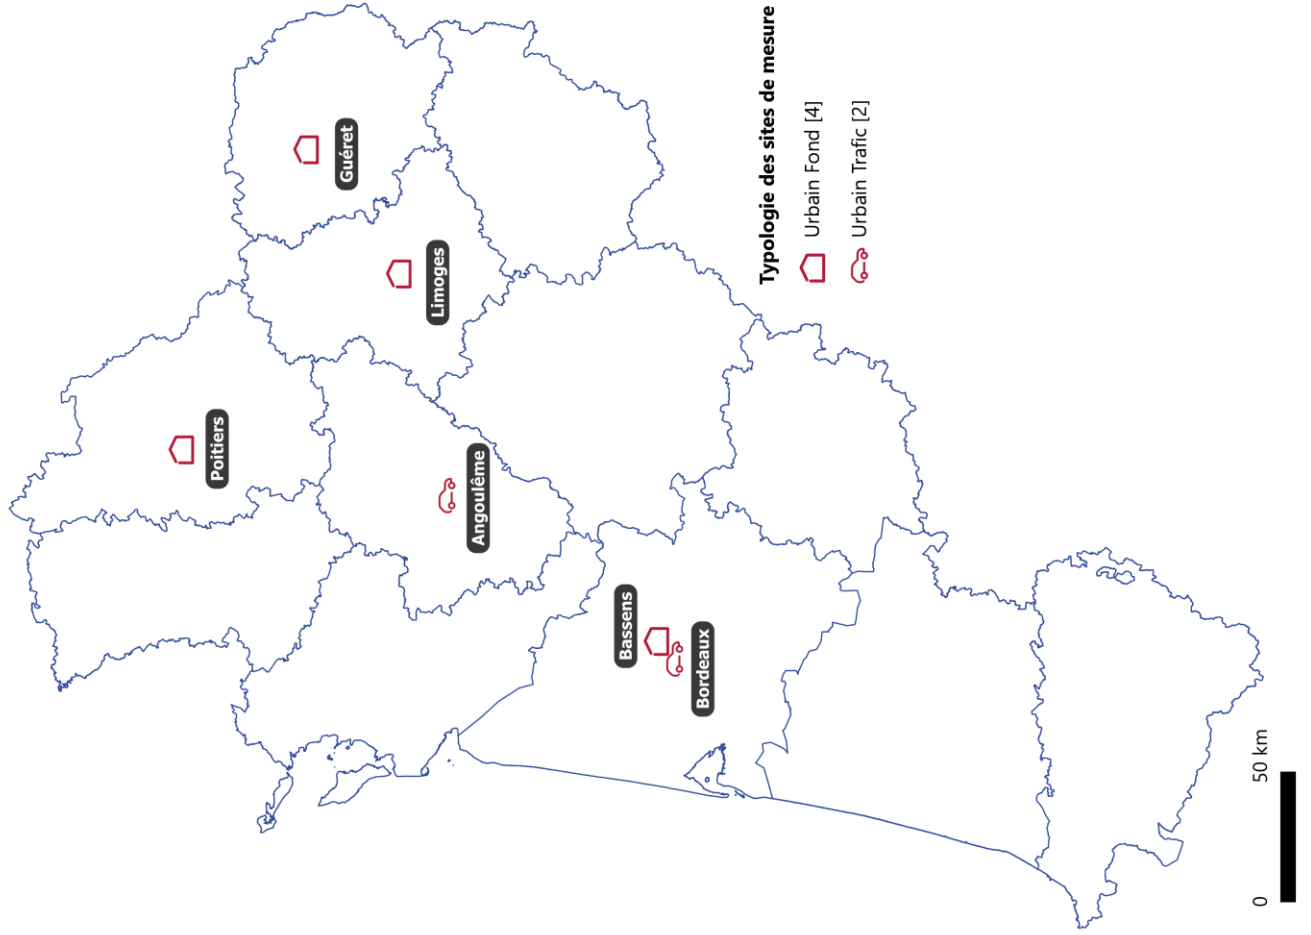 Guéret
Limoges
Poitiers
Angoulême
Bassens
Bordeaux
Typologie des sites de mesure
Urbain Fond [4]
Urbain Trafic [2]
0
50 km